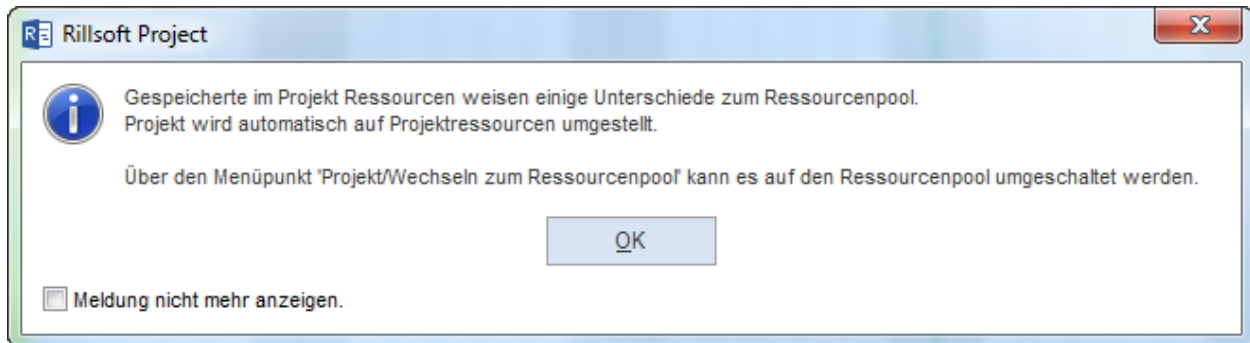 Rillsoft Project
Gespeicherte im Projekt Ressourcen weisen einige Unterschiede zum Ressourcenpool.
Projekt wird automatisch auf Projektressourcen umgestellt.
Über den Menüpunkt 'Projekt/Wechseln zum Ressourcenpool' kann es auf den Ressourcenpool umgeschaltet werden.
OK
Meldung nicht mehr anzeigen.